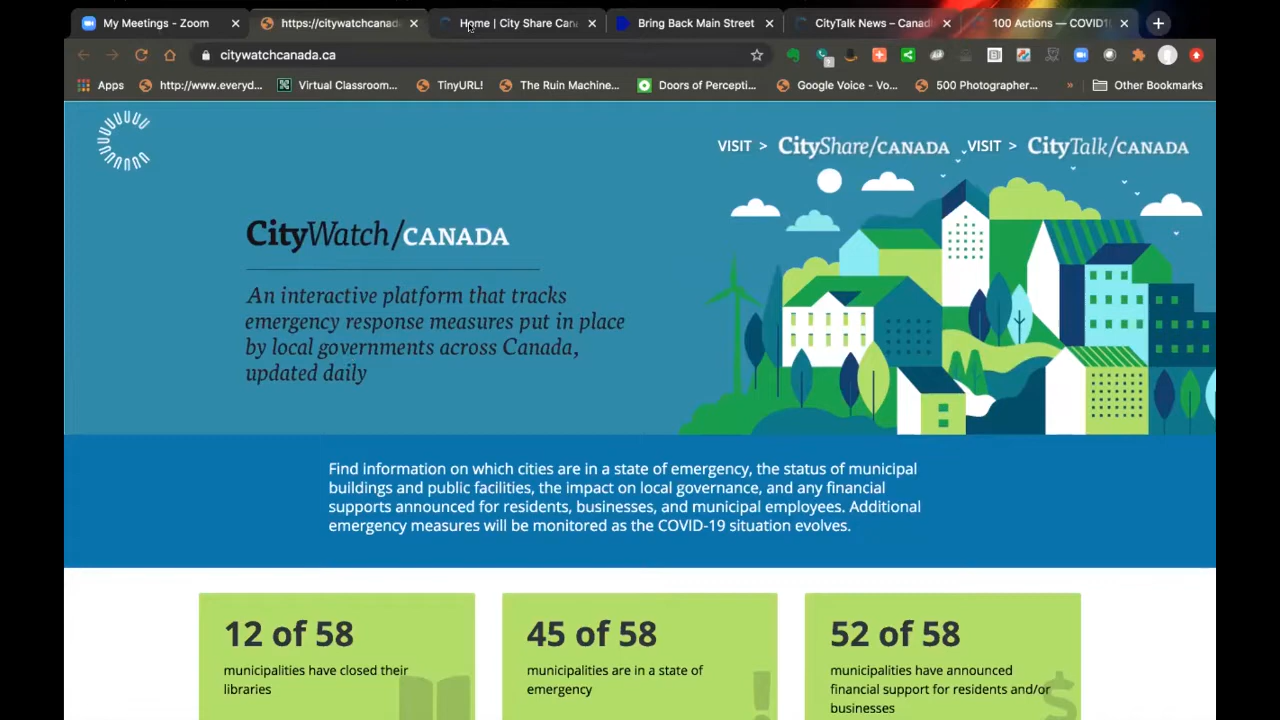 My Meetings - Zoom
https://citywatchcanad
Home | City Share Can
Bring Back Main Street
CityTalk News – Canad
100 Actions — COVID1
citywatchcanada.ca
Apps
http://www.everyd...
Virtual Classroom...
TinyURL!
The Ruin Machine...
Doors of Percepti...
Google Voice - Vo...
500 Photographer...
»
Other Bookmarks
VISIT > CityShare/CANADA
VISIT > CityTalk/CANADA
CityWatch/CANADA
An interactive platform that tracks
emergency response measures put in place
by local governments across Canada,
updated daily
Find information on which cities are in a state of emergency, the status of municipal
buildings and public facilities, the impact on local governance, and any financial
supports announced for residents, businesses, and municipal employees. Additional
emergency measures will be monitored as the COVID-19 situation evolves.
12 of 58
municipalities have closed their
libraries
45 of 58
municipalities are in a state of
emergency
52 of 58
municipalities have announced
financial support for residents and/or
businesses